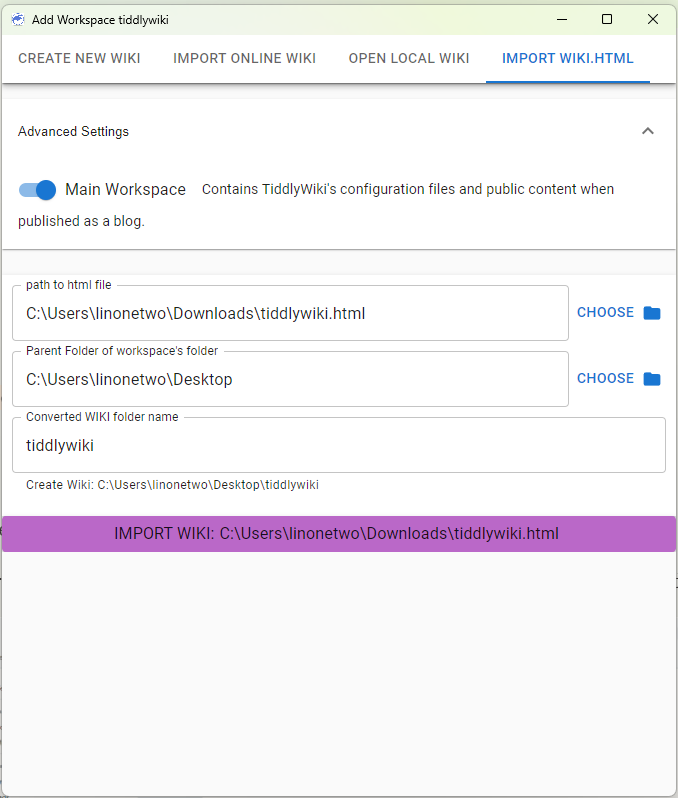 Add Workspace tiddlywiki
CREATE NEW WIKI IMPORT ONLINE WIKI OPEN LOCAL WIKI IMPORT WIKI.HTML
Advanced Settings
Main Workspace Contains TiddlyWiki's configuration files and public content when
published as a blog.
path to html file
C:\Users\linonetwo\Downloads\tiddlywiki.html CHOOSE
Parent Folder of workspace's folder
C:\Users\linonetwo\Desktop CHOOSE
Converted WIKI folder name
tiddlywiki
Create Wiki: C:\Users\linonetwo\Desktop\tiddlywiki
IMPORT WIKI: C:\Users\linonetwo\Downloads\tiddlywiki.html